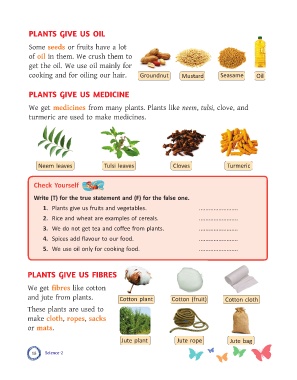 PLANTS GIVE US OIL
Some seeds or fruits have a lot
of oil in them. We crush them to
get the oil. We use oil mainly for
cooking and for oiling our hair.
Groundnut Mustard Seasame Oil
PLANTS GIVE US MEDICINE
We get medicines from many plants. Plants like neem, tulsi, clove, and
turmeric are used to make medicines.
Neem leaves Tulsi leaves Cloves Turmeric
Check Yourself
Write (T) for the true statement and (F) for the false one.
1. Plants give us fruits and vegetables. ........................
2. Rice and wheat are examples of cereals. ........................
3. We do not get tea and coffee from plants. ........................
4. Spices add flavour to our food. ........................
5. We use oil only for cooking food. ........................
PLANTS GIVE US FIBRES
We get fibres like cotton
and jute from plants.
These plants are used to
make cloth, ropes, sacks
or mats.
Cotton plant Cotton (fruit) Cotton cloth
Jute plant Jute rope Jute bag
Science 2